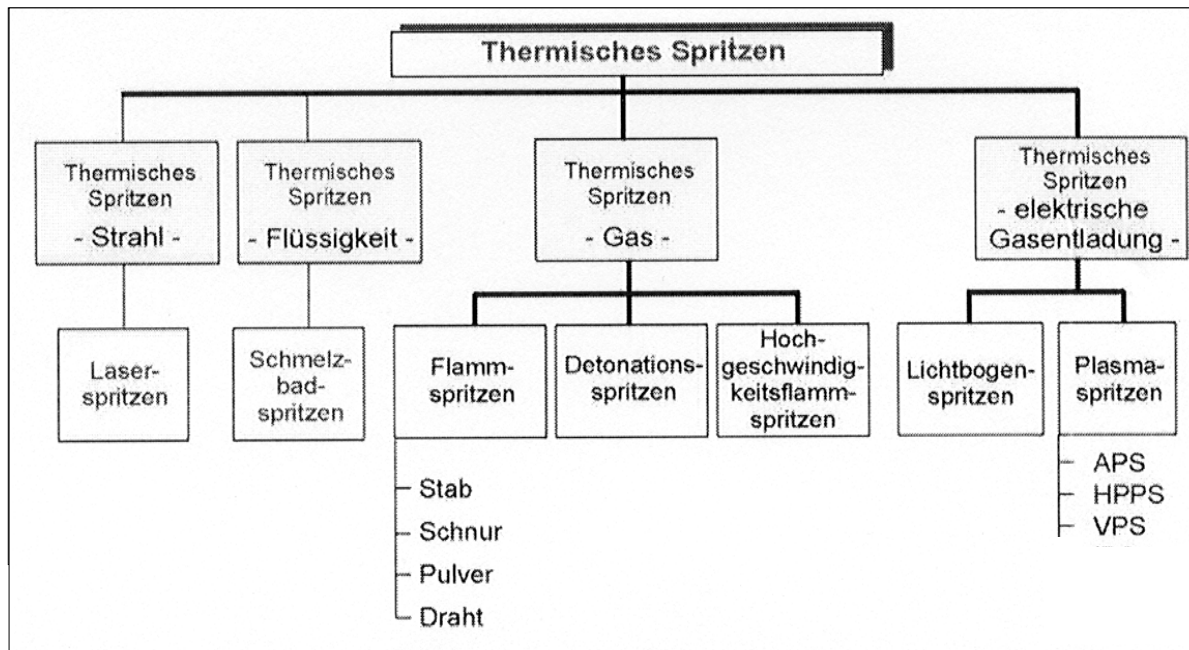 Thermisches Spritzen
Thermisches
Spritzen
- Strahl -
Thermisches
Spritzen
- Flüssigkeit -
Thermisches
Spritzen
- Gas -
Thermisches
Spritzen
- elektrische
Gasentladung -
Laser-
spritzen
Schmelz-
bad-
spritzen
Flamm-
spritzen
Detonations-
spritzen
Hoch-
geschwindig-
keitsflamm-
spritzen
Lichtbogen-
spritzen
Plasma-
spritzen
Stab
Schnur
Pulver
Draht
APS
HPPS
VPS